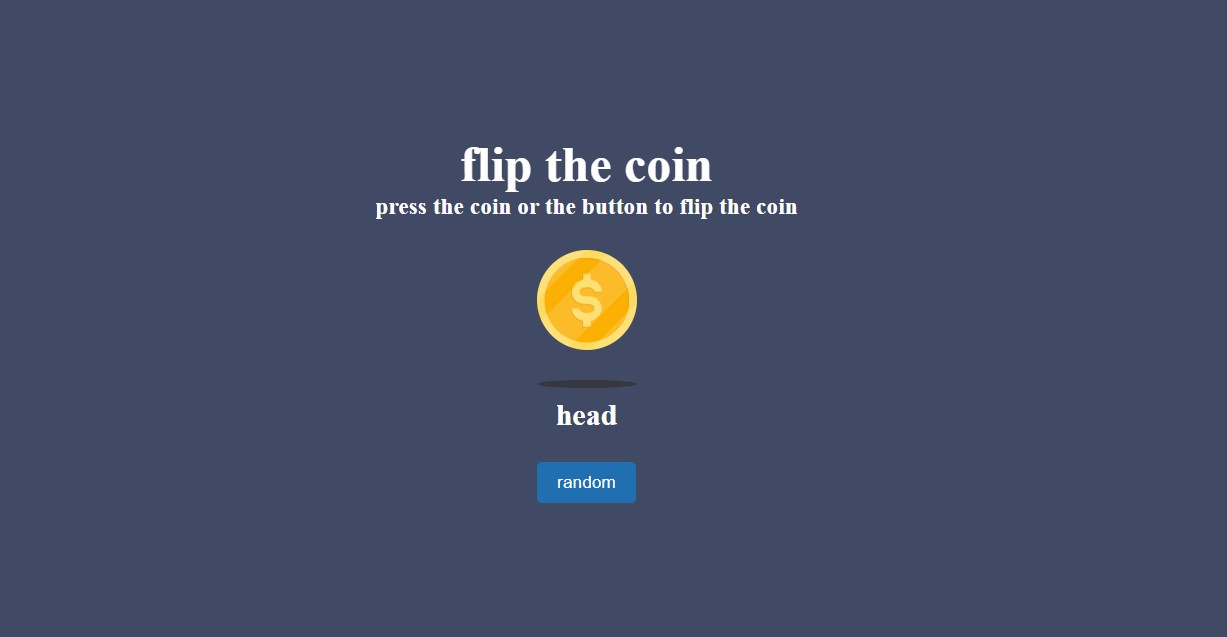 flip the coin
press the coin or the button to flip the coin
$
head
random